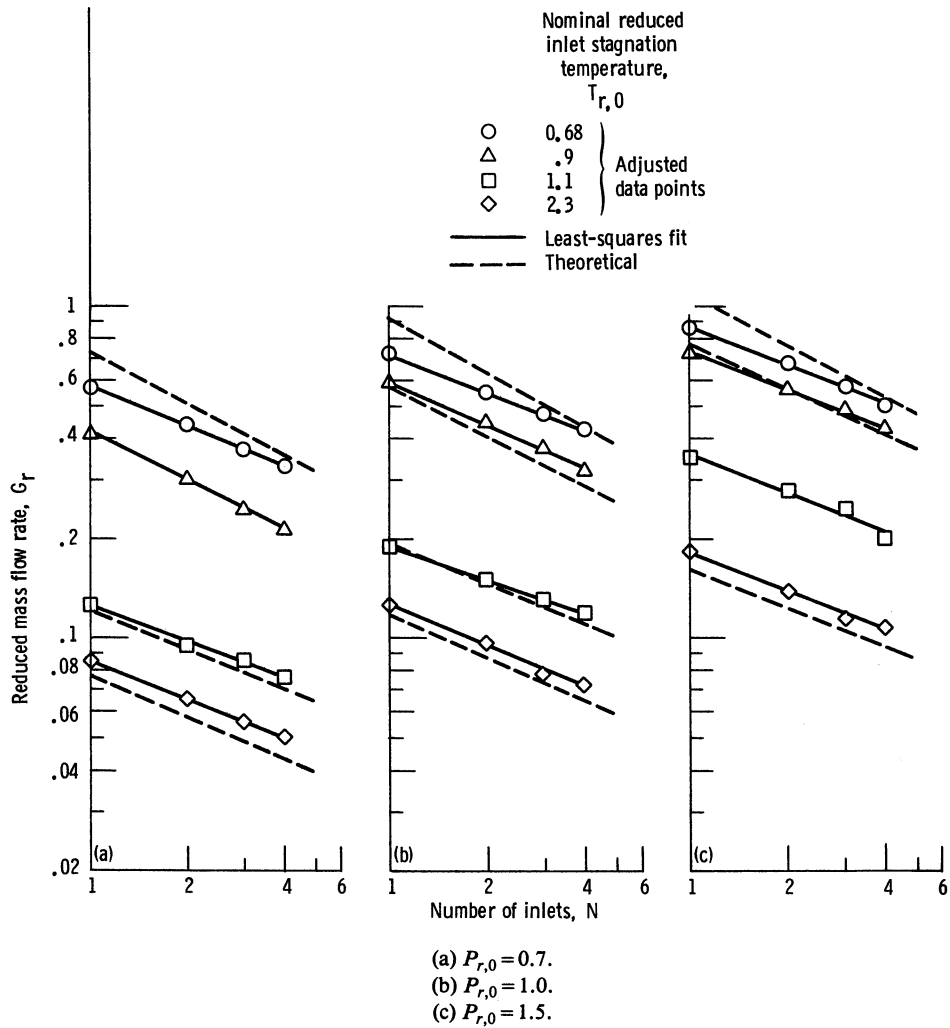 Nominal reduced
inlet stagnation
temperature,
Tr,0
0.68
.9
1.1
2.3
Adjusted
data points
Least-squares fit
Theoretical
Reduced mass flow rate, Gr
1
.8
.6
.4
.2
.1
.08
.06
.04
.02
(a)
(b)
(c)
1 2 4 6
1 2 4 6
1 2 4 6
Number of inlets, N
(a) Pr,0 = 0.7.
(b) Pr,0 = 1.0.
(c) Pr,0 = 1.5.